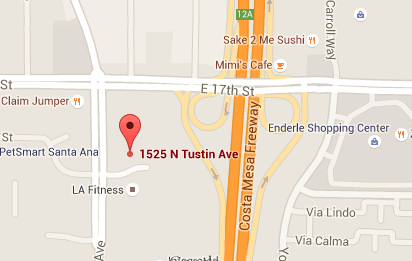 12A
Carroll Way
Sake 2 Me Sushi
Mimi's Cafe
St
E 17th St
Claim Jumper
Enderle Shopping Center
St
PetSmart Santa Ana
1525 N Tustin Ave
Costa Mesa Freeway
LA Fitness
Via Lindo
Ave
Via Calma
Yo